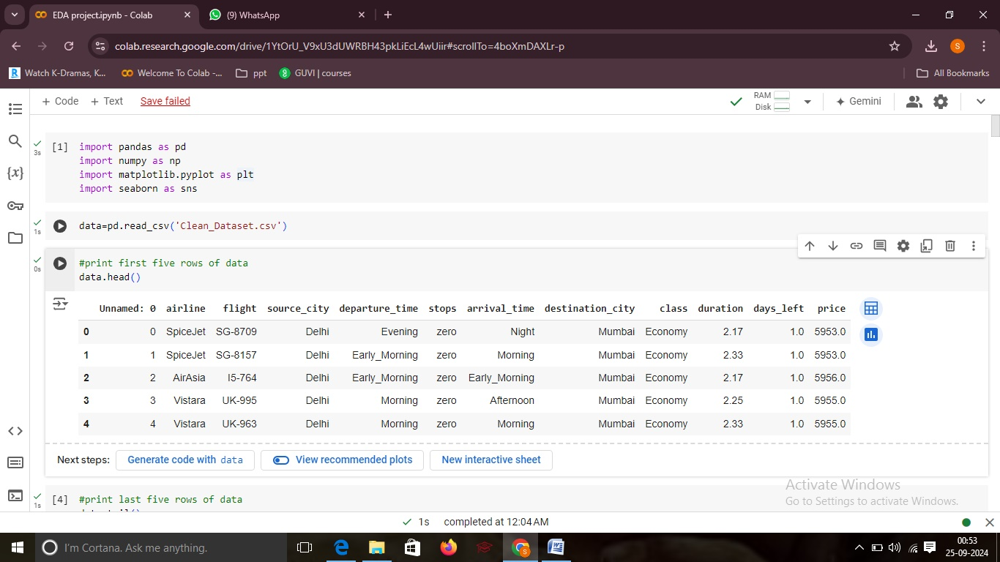 EDA project.ipynb - Colab
(9) WhatsApp
colab.research.google.com/drive/1YtOrU_V9xU3dUWRBH43pkLiEcL4wUiir#scrollTo=4boXmDAXLr-p
S
R Watch K-Dramas, K... Welcome To Colab -... ppt GUVI | courses All Bookmarks
+ Code + Text Save failed RAM Disk Gemini
3s [1] import pandas as pd
import numpy as np
import matplotlib.pyplot as plt
import seaborn as sns
1s data=pd.read_csv('Clean_Dataset.csv')
0s #print first five rows of data
data.head()
Unnamed: 0 airline flight source_city departure_time stops arrival_time destination_city class duration days_left price
0 0 SpiceJet SG-8709 Delhi Evening zero Night Mumbai Economy 2.17 1.0 5953.0
1 1 SpiceJet SG-8157 Delhi Early_Morning zero Morning Mumbai Economy 2.33 1.0 5953.0
2 2 AirAsia I5-764 Delhi Early_Morning zero Early_Morning Mumbai Economy 2.17 1.0 5956.0
3 3 Vistara UK-995 Delhi Morning zero Afternoon Mumbai Economy 2.25 1.0 5955.0
4 4 Vistara UK-963 Delhi Morning zero Morning Mumbai Economy 2.33 1.0 5955.0
Next steps: Generate code with data View recommended plots New interactive sheet
Activate Windows
Go to Settings to activate Windows.
1s [4] #print last five rows of data
1s completed at 12:04 AM
I'm Cortana. Ask me anything.
00:53
25-09-2024